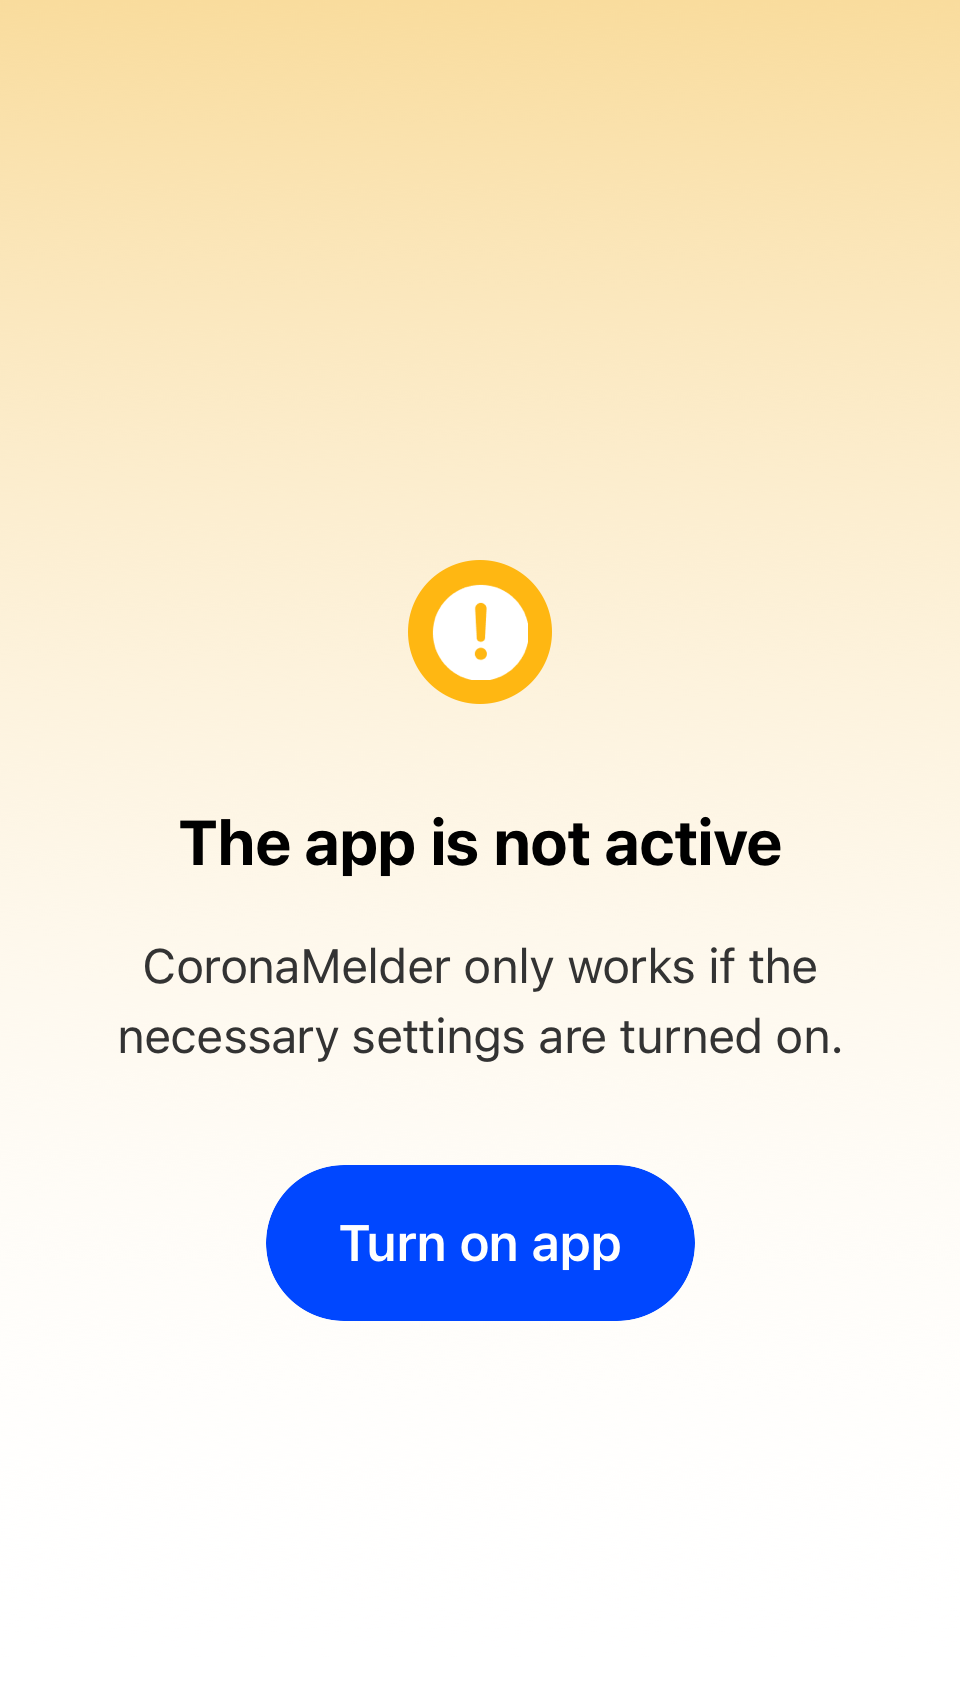 The app is not active
CoronaMelder only works if the
necessary settings are turned on.
Turn on app